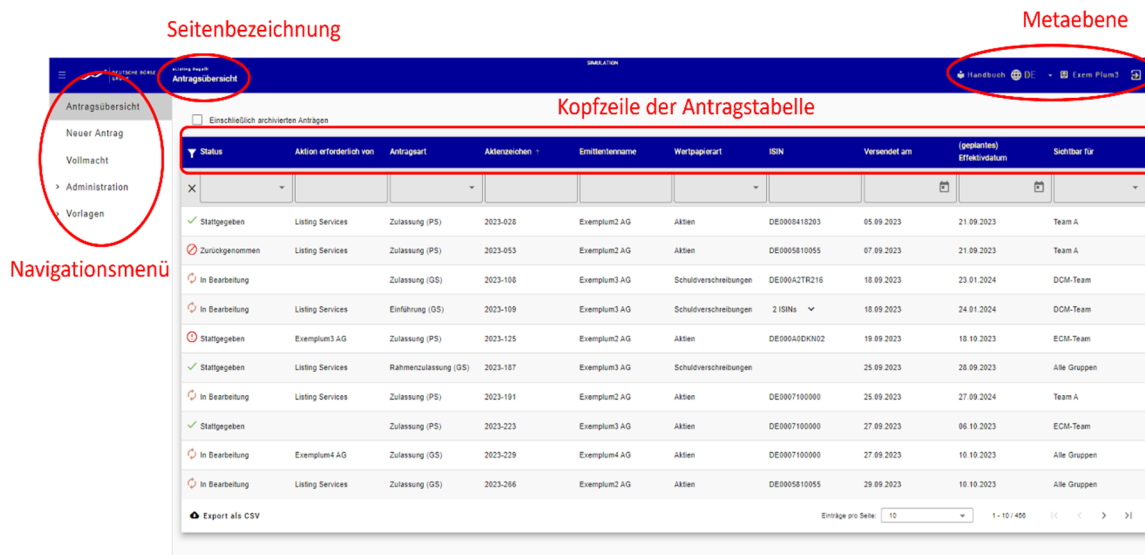 Seitenbezeichnung
Metaebene
DEUTSCHE BÖRSE
Antragsübersicht
SIMULATION
Handbuch DE Exem Plum3
Antragsübersicht
Neuer Antrag
Vollmacht
Administration
Vorlagen
Navigationsmenü
Kopfzeile der Antragstabelle
Einschließlich archivierten Anträgen
Status Aktion erforderlich von Antragsart Aktenzeichen ↑ Emittentenname Wertpapierart ISIN Versendet am (geplantes) Effektivdatum Sichtbar für
Stattgegeben Listing Services Zulassung (PS) 2023-028 Exemplum2 AG Aktien DE0008418203 05.09.2023 21.09.2023 Team A
Zurückgenommen Listing Services Zulassung (PS) 2023-053 Exemplum2 AG Aktien DE0005810055 07.09.2023 21.09.2023 Team A
In Bearbeitung Zulassung (GS) 2023-108 Exemplum3 AG Schuldverschreibungen DE000A2TR216 18.09.2023 23.01.2024 DCM-Team
In Bearbeitung Listing Services Einführung (GS) 2023-109 Exemplum3 AG Schuldverschreibungen 2 ISINs 18.09.2023 24.01.2024 DCM-Team
Stattgegeben Exemplum3 AG Zulassung (PS) 2023-125 Exemplum2 AG Aktien DE000A0DKN02 19.09.2023 18.10.2023 ECM-Team
Stattgegeben Listing Services Rahmenzulassung (GS) 2023-187 Exemplum3 AG Schuldverschreibungen 25.09.2023 28.09.2023 Alle Gruppen
In Bearbeitung Listing Services Zulassung (PS) 2023-191 Exemplum2 AG Aktien DE0007100000 25.09.2023 27.09.2024 Team A
Stattgegeben Zulassung (PS) 2023-223 Exemplum3 AG Aktien DE0007100000 27.09.2023 06.10.2023 ECM-Team
In Bearbeitung Exemplum4 AG Zulassung (GS) 2023-229 Exemplum4 AG Aktien DE0007100000 27.09.2023 10.10.2023 Alle Gruppen
In Bearbeitung Listing Services Zulassung (GS) 2023-266 Exemplum2 AG Aktien DE0005810055 29.09.2023 10.10.2023 Alle Gruppen
Export als CSV
Einträge pro Seite: 10 1 - 10 / 456